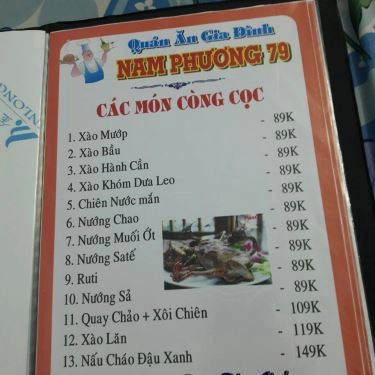 Quán Ăn Gia Đình
NAM PHƯƠNG 79
CÁC MÓN CÒNG CỌC
1. Xào Mướp - 89K
2. Xào Bầu - 89K
3. Xào Hành Cần - 89K
4. Xào Khóm Dưa Leo - 89K
5. Chiên Nước mắn - 89K
6. Nướng Chao - 89K
7. Nướng Muối Ớt - 89K
8. Nướng Saté - 89K
9. Ruti - 89K
10. Nướng Sả - 89K
11. Quay Chảo + Xôi Chiên - 109K
12. Xào Lăn - 119K
13. Nấu Cháo Đậu Xanh - 149K
NLONG